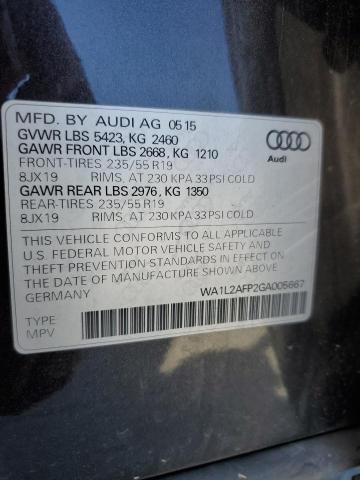 MFD. BY AUDI AG 0515
GVWR LBS 5423, KG 2460
GAWR FRONT LBS 2668, KG 1210
FRONT-TIRES 235/55 R19
8JX19 RIMS, AT 230 KPA 33 PSI COLD
GAWR REAR LBS 2976, KG 1350
REAR-TIRES 235/55 R19
8JX19 RIMS, AT 230 KPA 33 PSI COLD
Audi
THIS VEHICLE CONFORMS TO ALL APPLICABLE
U.S. FEDERAL MOTOR VEHICLE SAFETY AND
THEFT PREVENTION STANDARDS IN EFFECT ON
THE DATE OF MANUFACTURE SHOWN ABOVE
GERMANY WA1L2AFP2GA005667
TYPE
MPV